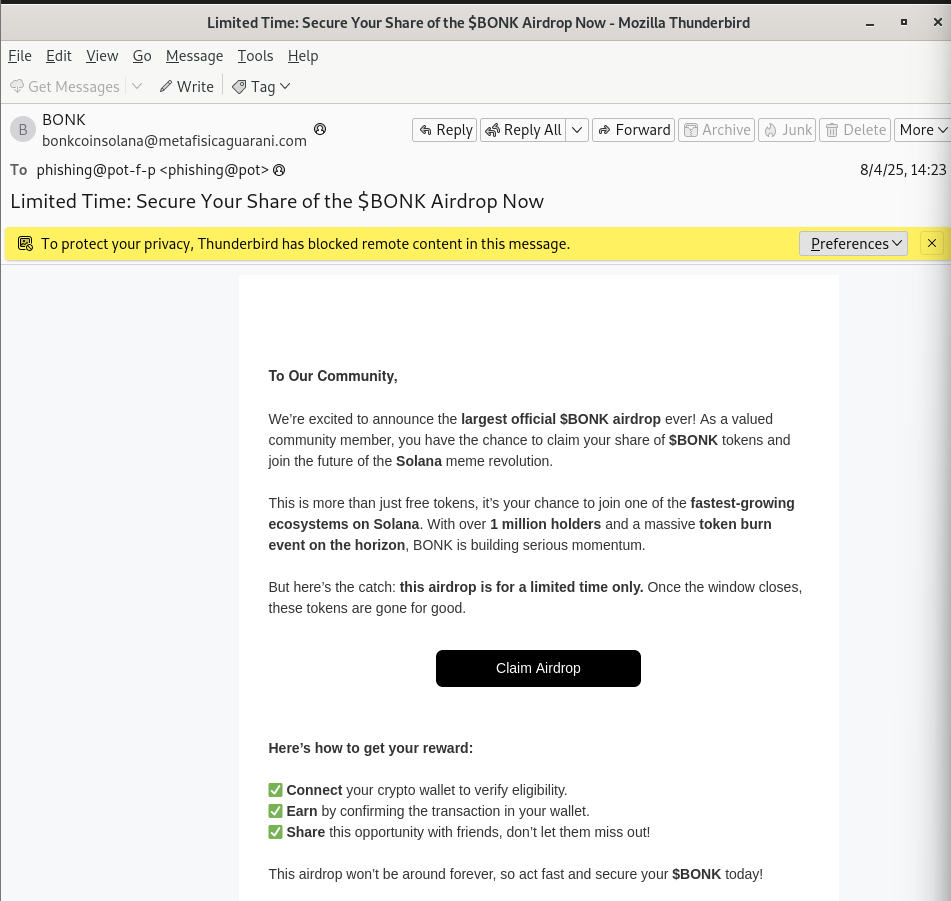 Limited Time: Secure Your Share of the $BONK Airdrop Now - Mozilla Thunderbird
File Edit View Go Message Tools Help
Get Messages Write Tag
B
BONK
bonkcoinsolana@metafisicaguarani.com
Reply Reply All Forward Archive Junk Delete More
To phishing@pot-f-p <phishing@pot> 8/4/25, 14:23
Limited Time: Secure Your Share of the $BONK Airdrop Now
To protect your privacy, Thunderbird has blocked remote content in this message. Preferences
To Our Community,
We’re excited to announce the largest official $BONK airdrop ever! As a valued
community member, you have the chance to claim your share of $BONK tokens and
join the future of the Solana meme revolution.
This is more than just free tokens, it’s your chance to join one of the fastest-growing
ecosystems on Solana. With over 1 million holders and a massive token burn
event on the horizon, BONK is building serious momentum.
But here’s the catch: this airdrop is for a limited time only. Once the window closes,
these tokens are gone for good.
Claim Airdrop
Here’s how to get your reward:
✅ Connect your crypto wallet to verify eligibility.
✅ Earn by confirming the transaction in your wallet.
✅ Share this opportunity with friends, don’t let them miss out!
This airdrop won’t be around forever, so act fast and secure your $BONK today!